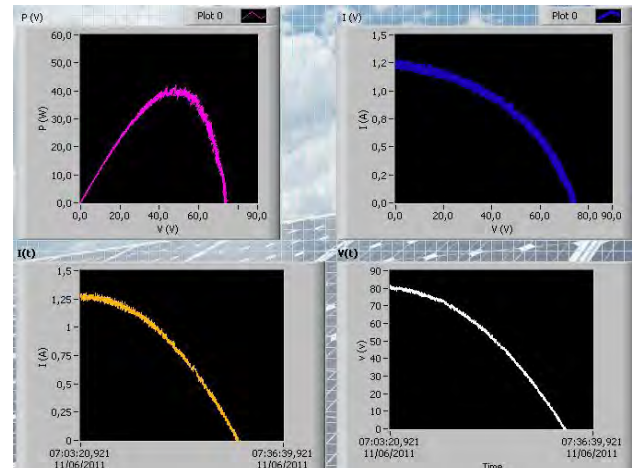 P (V)
Plot 0
60,0
50,0
40,0
30,0
20,0
10,0
0,0
P (W)
0,0 20,0 40,0 60,0 90,0
V (V)
I (V)
Plot 0
1,5
1,2
1,0
0,8
0,5
0,2
0,0
I (A)
0,0 20,0 40,0 60,0 80,0 90,0
V (V)
I(t)
1,5
1,25
1
0,75
0,5
0,25
0
I (A)
07:03:20,921
11/06/2011
07:36:39,921
11/06/2011
V(t)
90
80
70
60
50
40
30
20
10
0
v (v)
07:03:20,921
11/06/2011
07:36:39,921
11/06/2011
Time